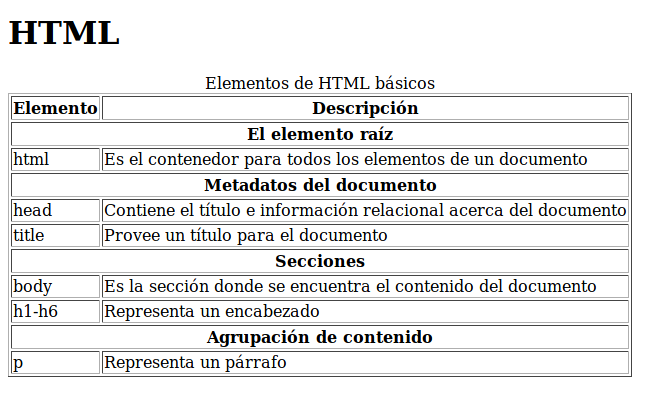 HTML
Elementos de HTML básicos
Elemento Descripción
El elemento raíz
html Es el contenedor para todos los elementos de un documento
Metadatos del documento
head Contiene el título e información relacional acerca del documento
title Provee un título para el documento
Secciones
body Es la sección donde se encuentra el contenido del documento
h1-h6 Representa un encabezado
Agrupación de contenido
p Representa un párrafo